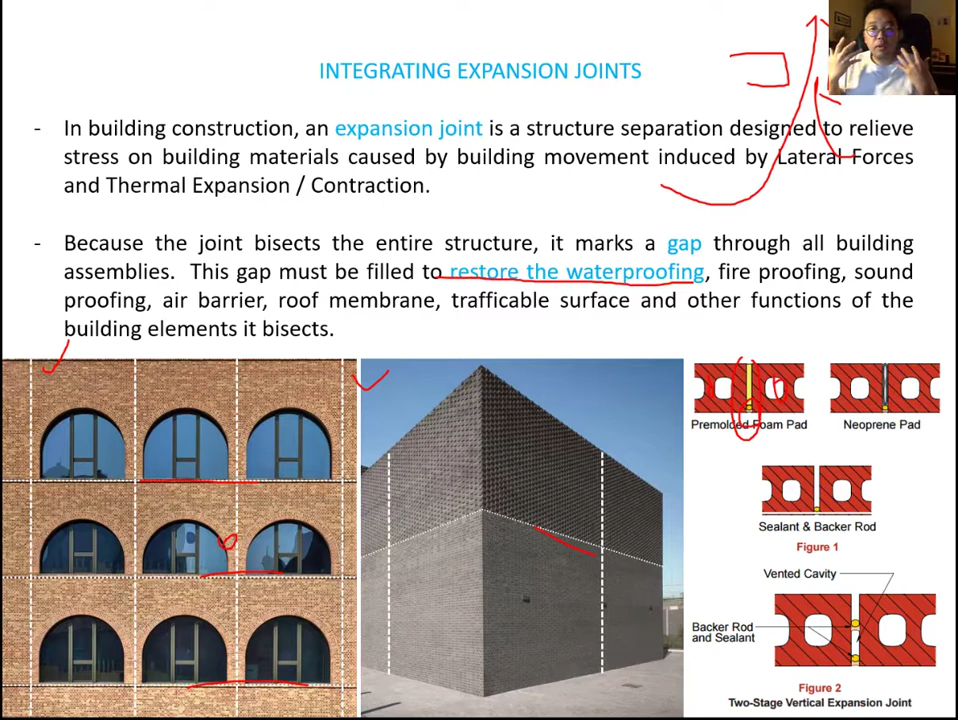 INTEGRATING EXPANSION JOINTS
- In building construction, an expansion joint is a structure separation designed to relieve
stress on building materials caused by building movement induced by Lateral Forces
and Thermal Expansion / Contraction.
- Because the joint bisects the entire structure, it marks a gap through all building
assemblies. This gap must be filled to restore the waterproofing, fire proofing, sound
proofing, air barrier, roof membrane, trafficable surface and other functions of the
building elements it bisects.
Premolded Foam Pad
Neoprene Pad
Sealant & Backer Rod
Figure 1
Vented Cavity
Backer Rod
and Sealant
Figure 2
Two-Stage Vertical Expansion Joint